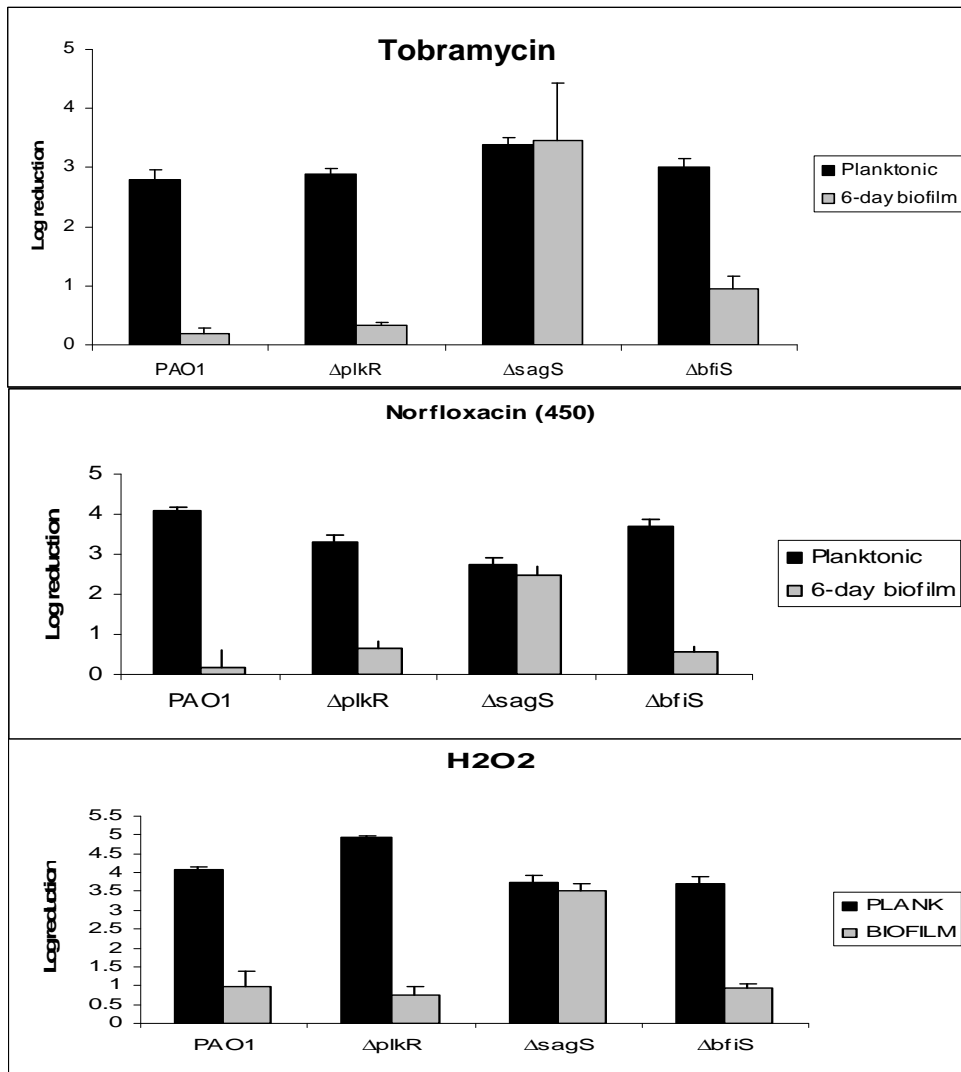 Tobramycin
5
4
3
2
1
0
Log reduction
PAO1 ΔplkR ΔsagS ΔbfiS
Planktonic
6-day biofilm
Norfloxacin (450)
5
4
3
2
1
0
Log reduction
PAO1 ΔplkR ΔsagS ΔbfiS
Planktonic
6-day biofilm
H2O2
5.5
5
4.5
4
3.5
3
2.5
2
1.5
1
0.5
0
Log reduction
PAO1 ΔplkR ΔsagS ΔbfiS
PLANK
BIOFILM